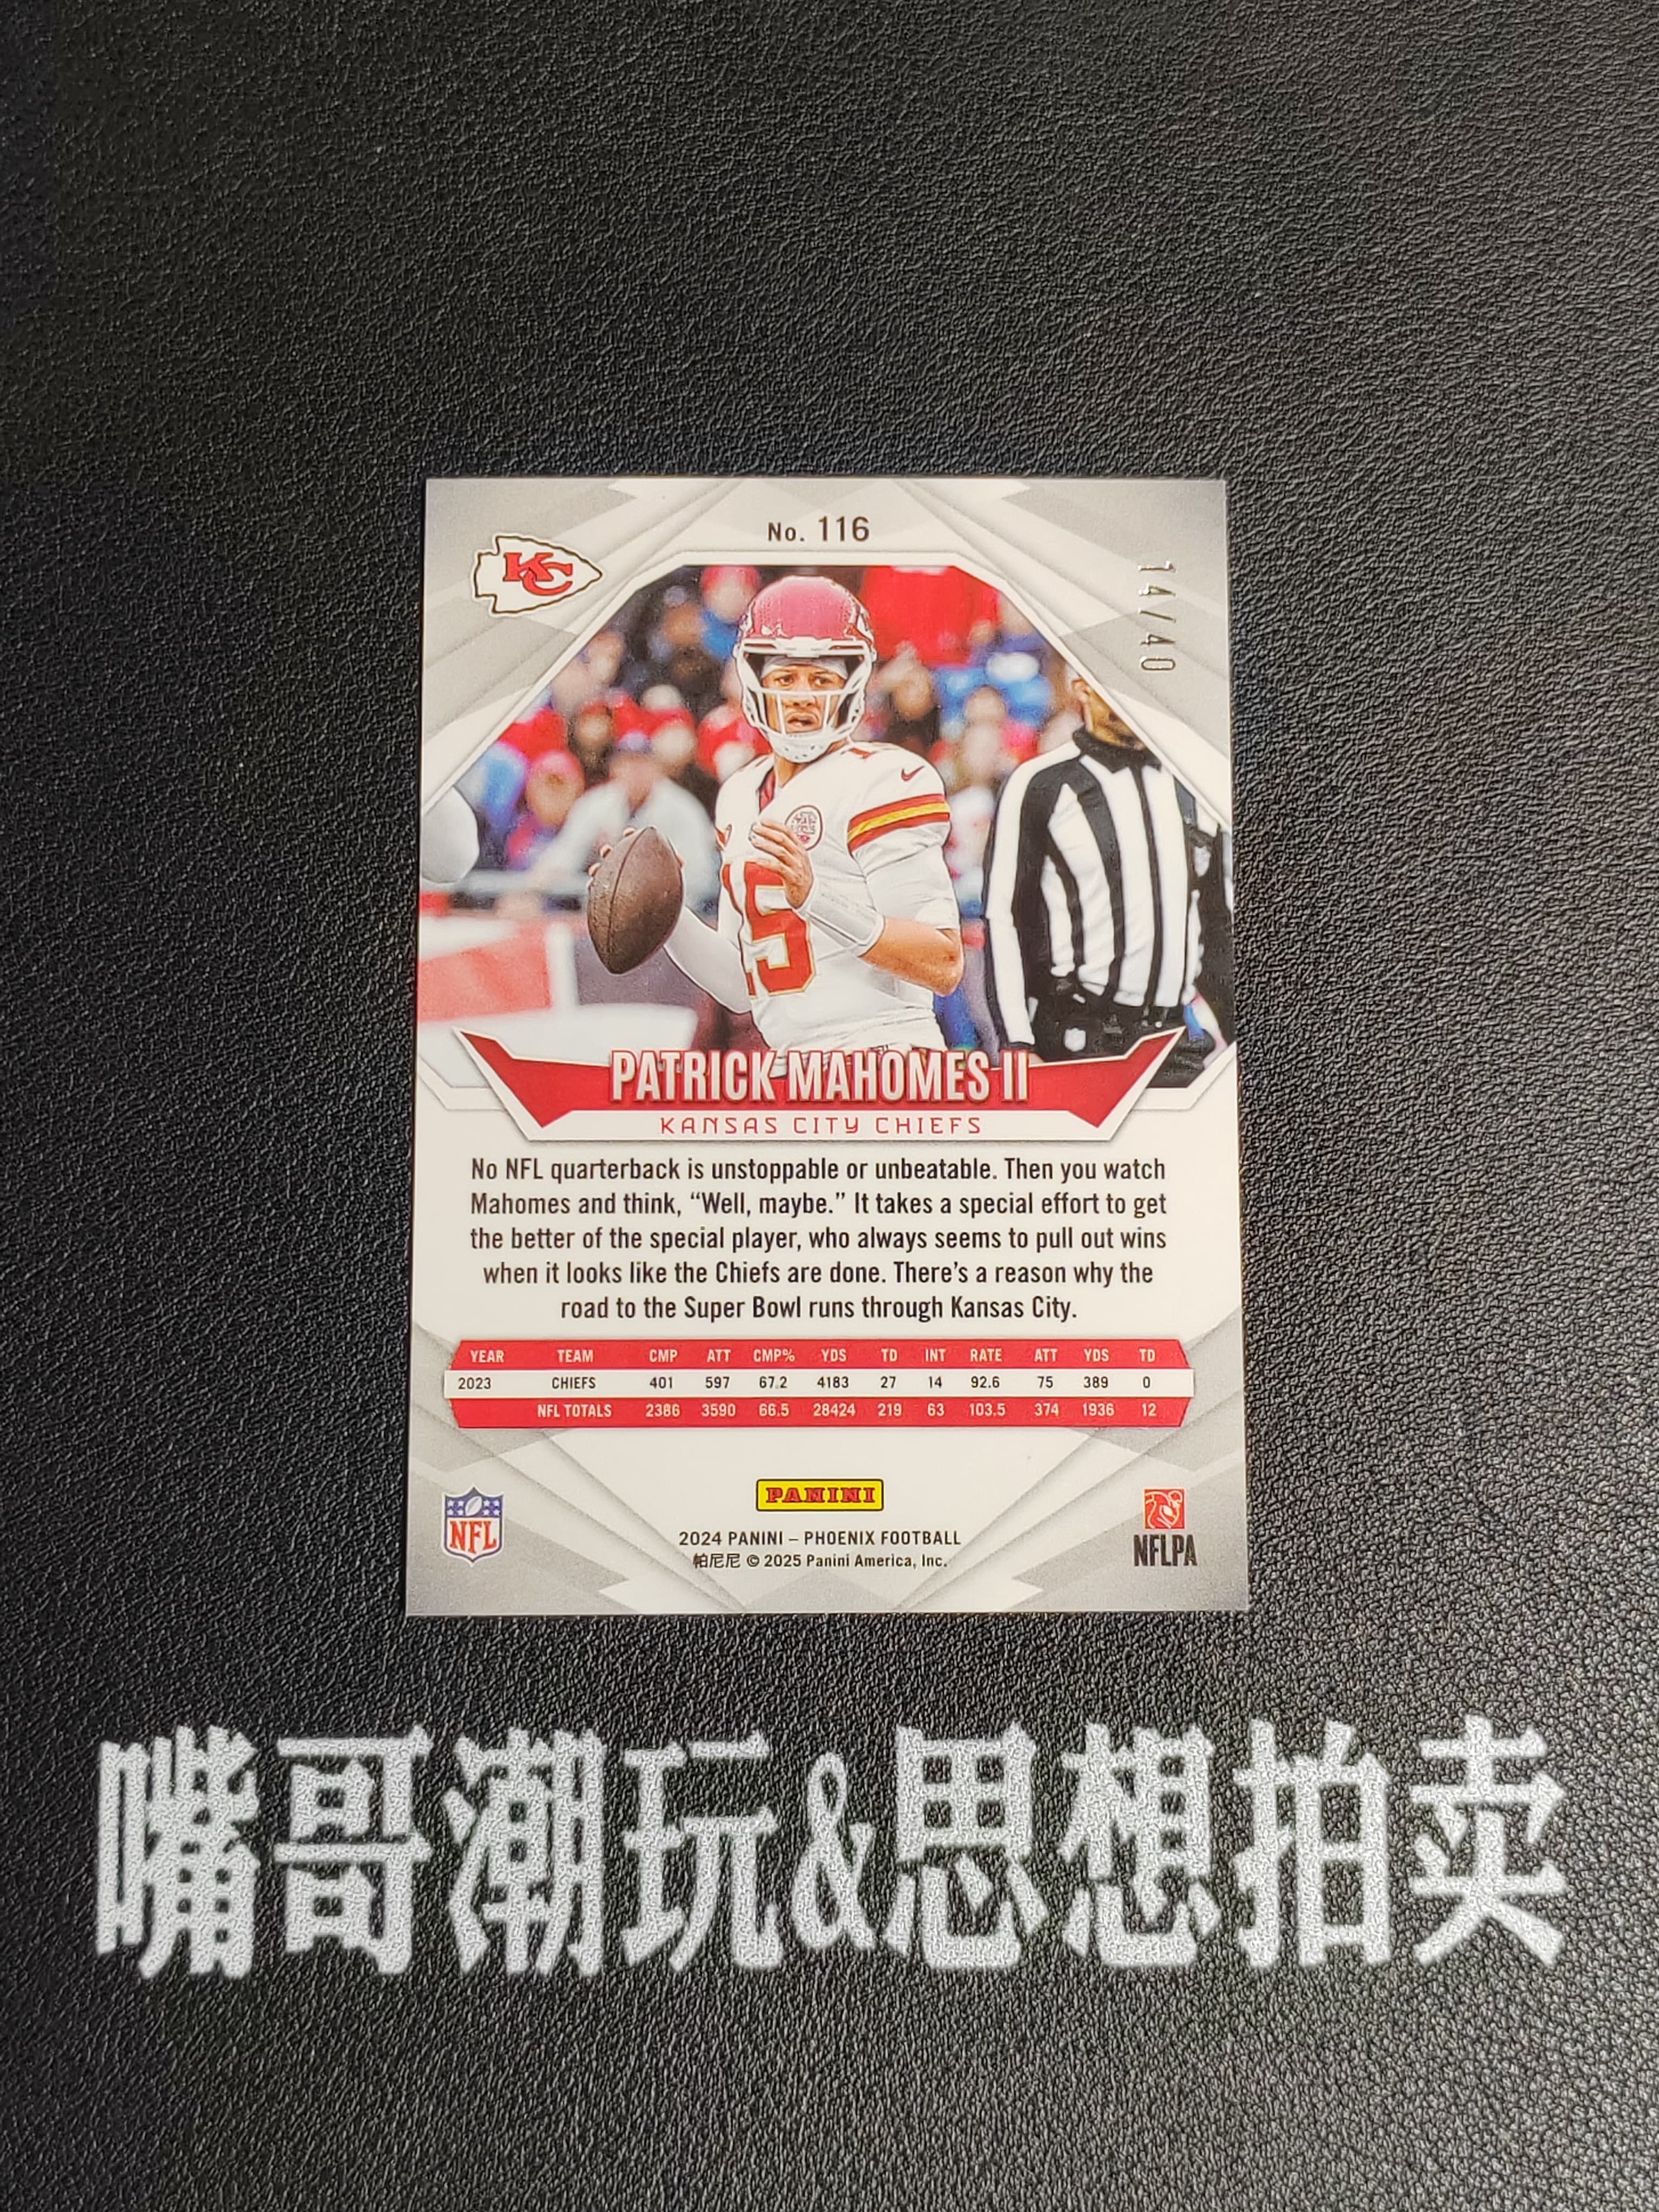 No. 116
KC
14/40
15
PATRICK MAHOMES II
KANSAS CITY CHIEFS
No NFL quarterback is unstoppable or unbeatable. Then you watch
Mahomes and think, “Well, maybe.” It takes a special effort to get
the better of the special player, who always seems to pull out wins
when it looks like the Chiefs are done. There’s a reason why the
road to the Super Bowl runs through Kansas City.
YEAR TEAM CMP ATT CMP% YDS TD INT RATE ATT YDS TD
2023 CHIEFS 401 597 67.2 4183 27 14 92.6 75 389 0
NFL TOTALS 2386 3590 66.5 28424 219 63 103.5 374 1936 12
PANINI
NFL
2024 PANINI – PHOENIX FOOTBALL
帕尼尼 © 2025 Panini America, Inc.
NFLPA
嘴哥潮玩&思想拍卖